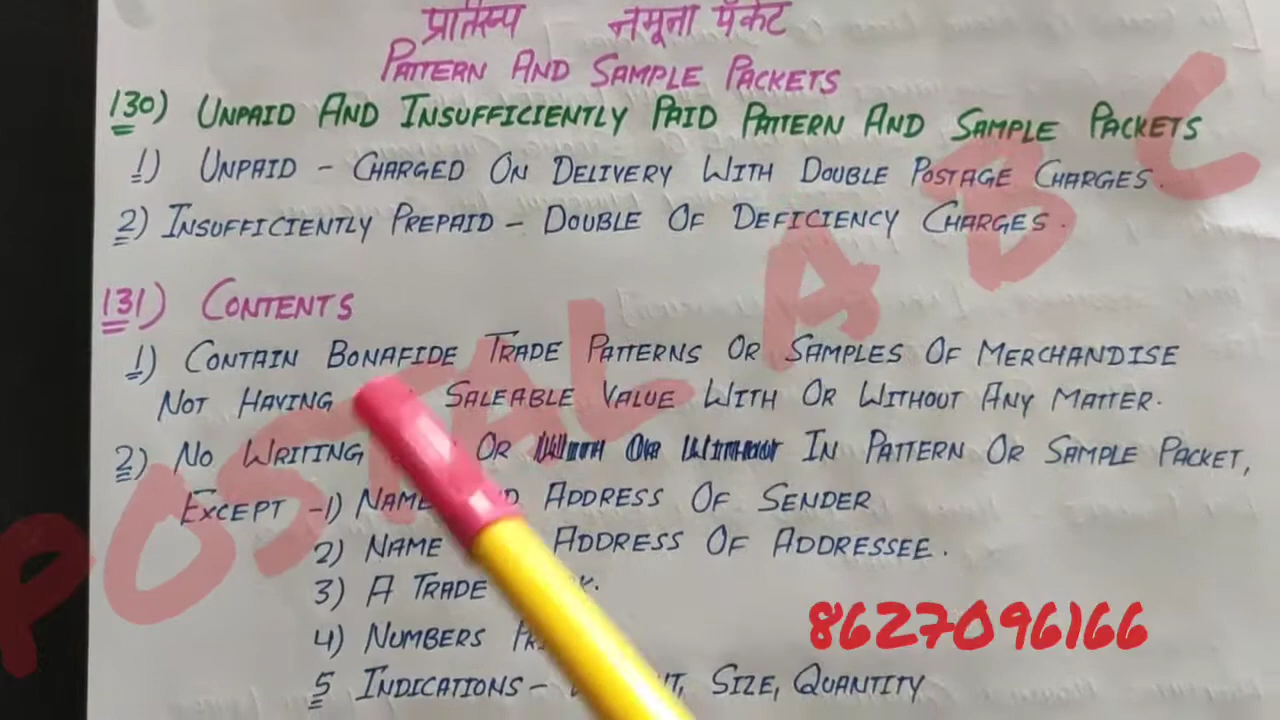 प्रतिरूप नमूना पैकेट
PATTERN AND SAMPLE PACKETS
130) UNPAID AND INSUFFICIENTLY PAID PATTERN AND SAMPLE PACKETS
1) UNPAID - CHARGED ON DELIVERY WITH DOUBLE POSTAGE CHARGES.
2) INSUFFICIENTLY PREPAID - DOUBLE OF DEFICIENCY CHARGES.
131) CONTENTS
1) CONTAIN BONAFIDE TRADE PATTERNS OR SAMPLES OF MERCHANDISE
NOT HAVING SALEABLE VALUE WITH OR WITHOUT ANY MATTER.
2) NO WRITING OR IN PATTERN OR SAMPLE PACKET,
EXCEPT -1) NAME ADDRESS OF SENDER
2) NAME ADDRESS OF ADDRESSEE.
3) A TRADE
4) NUMBERS
5 INDICATIONS - SIZE, QUANTITY
POSTAL ABC
8627096166